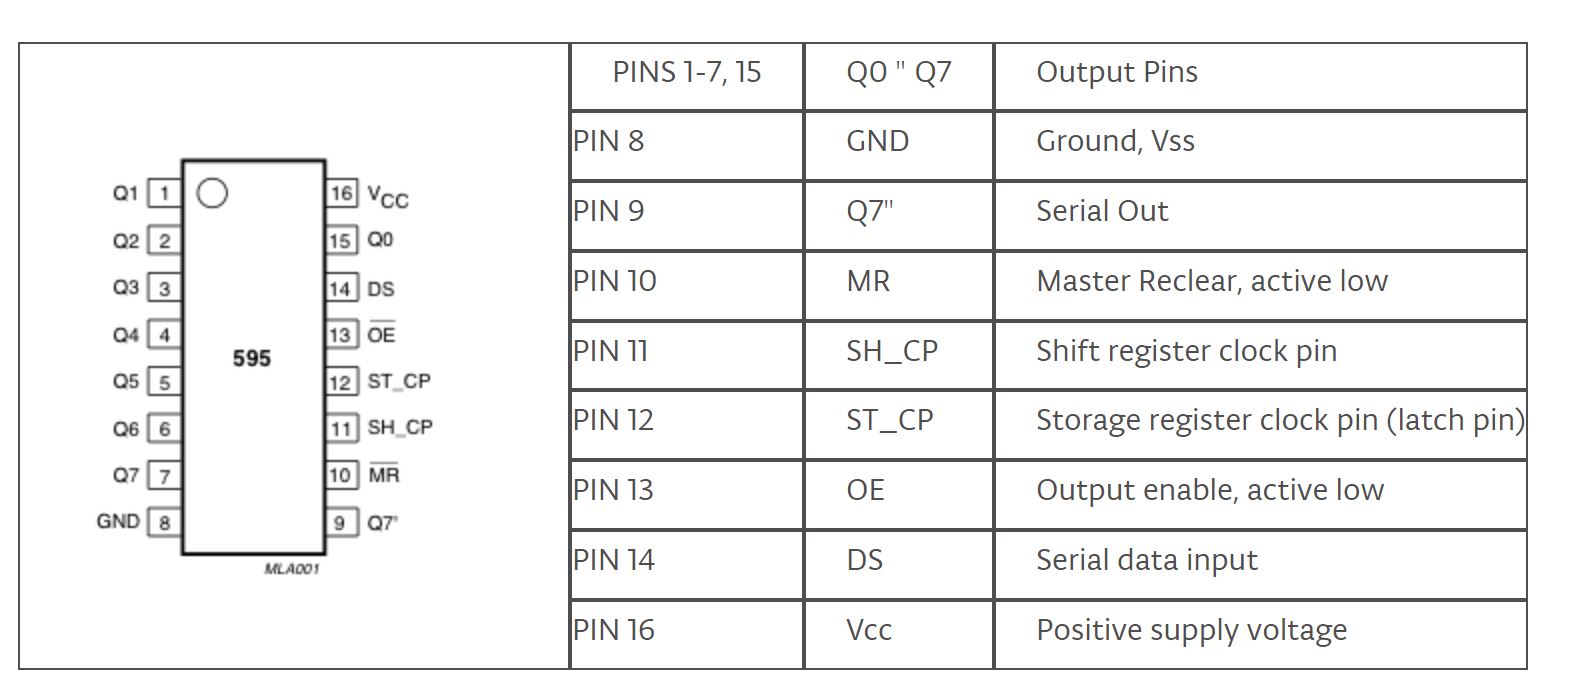 Q1 1 16 VCC
Q2 2 15 Q0
Q3 3 14 DS
Q4 4 13 OE
595
Q5 5 12 ST_CP
Q6 6 11 SH_CP
Q7 7 10 MR
GND 8 9 Q7'
MLA001
PINS 1-7, 15 Q0 " Q7 Output Pins
PIN 8 GND Ground, Vss
PIN 9 Q7" Serial Out
PIN 10 MR Master Reclear, active low
PIN 11 SH_CP Shift register clock pin
PIN 12 ST_CP Storage register clock pin (latch pin)
PIN 13 OE Output enable, active low
PIN 14 DS Serial data input
PIN 16 Vcc Positive supply voltage